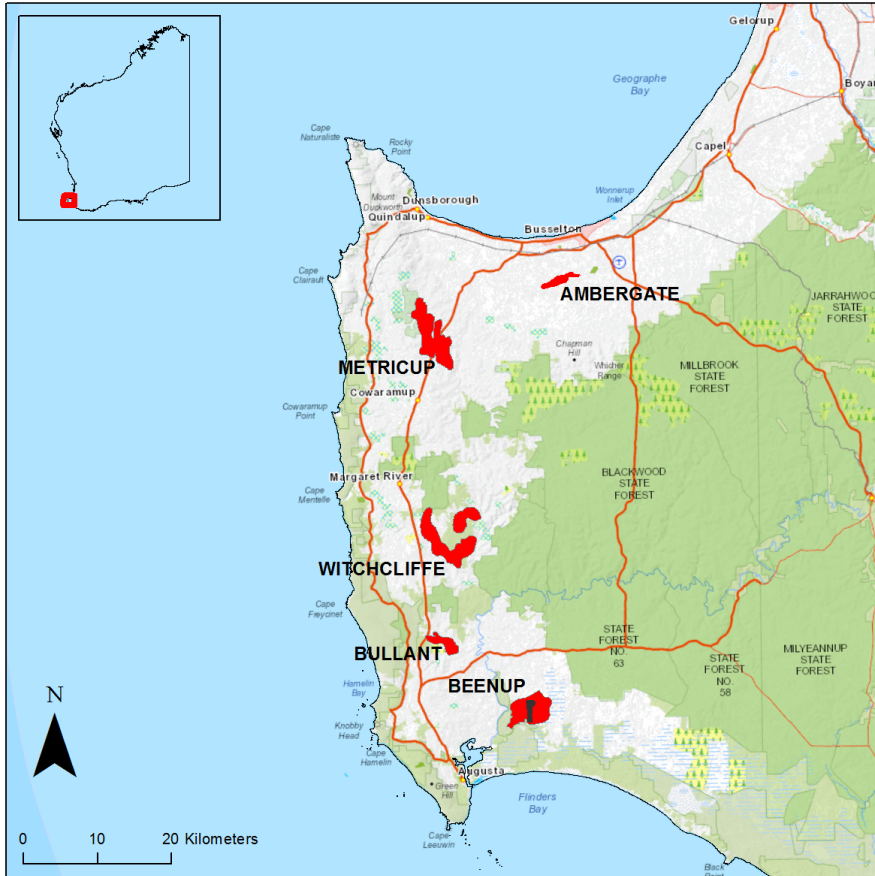 Gelorup
Geographe
Bay
Boyan
Cape
Naturaliste
Rocky
Point
Capel
Mount
Duckworth
Dunsborough
Quindalup
Wonnerup
Inlet
Busselton
Cape
Clairault
AMBERGATE
JARRAHWOOD
STATE
FOREST
METRICUP
Chapman
Hill
Whicher
Range
MILLBROOK
STATE
FOREST
Cowaramup
Cowaramup
Point
Margaret River
BLACKWOOD
STATE
FOREST
Cape
Mentelle
WITCHCLIFFE
Cape
Freycinet
STATE
FOREST
NO.
63
MILYEANNUP
STATE
FOREST
BULLANT
STATE
FOREST
NO.
58
BEENUP
Hamelin
Bay
N
Knobby
Head
Cape
Hamelin
Augusta
Green
Hill
Flinders
Bay
Cape
Leeuwin
Black
0 10 20 Kilometers